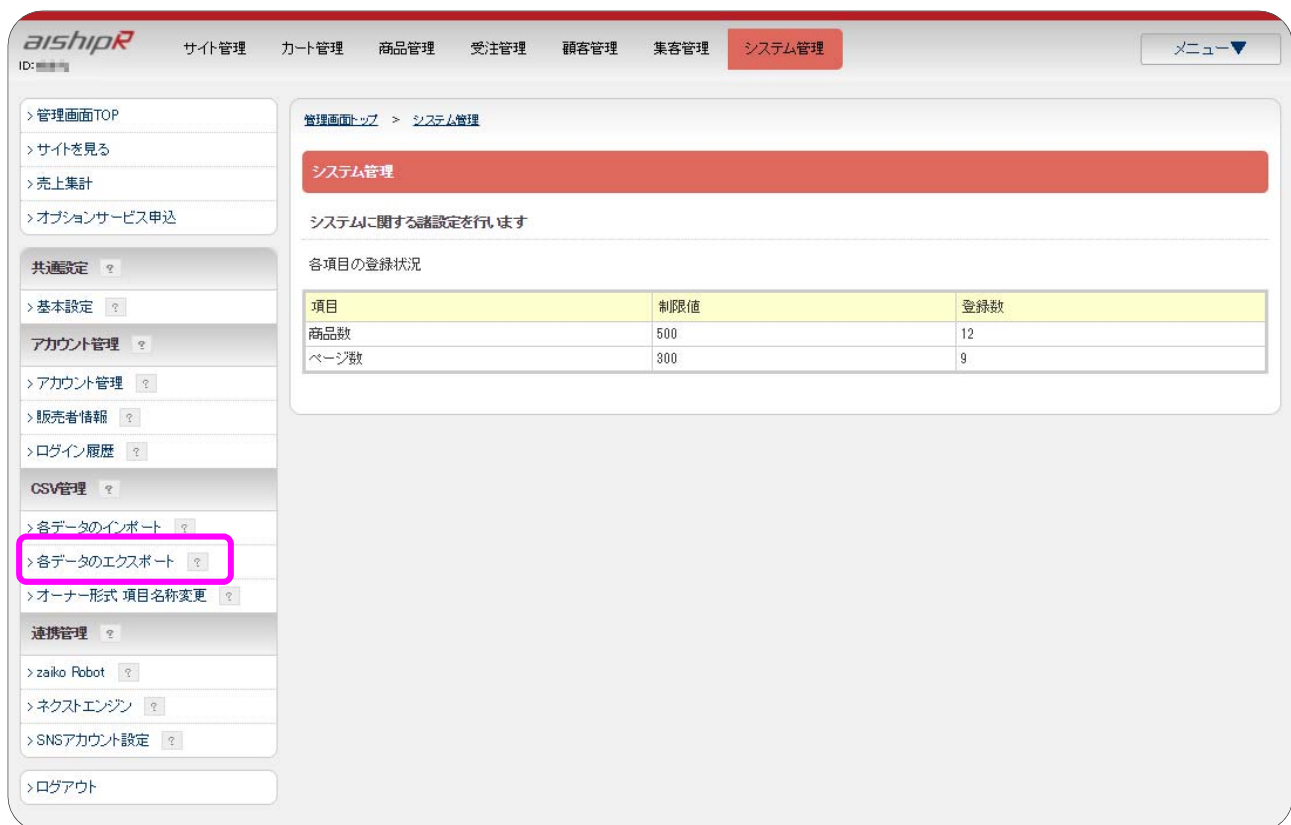 aishipR
ID:
サイト管理 カート管理 商品管理 受注管理 顧客管理 集客管理 システム管理 メニュー▼
>管理画面TOP
>サイトを見る
>売上集計
>オプションサービス申込
共通設定 ?
>基本設定 ?
アカウント管理 ?
>アカウント管理 ?
>販売者情報 ?
>ログイン履歴 ?
CSV管理 ?
>各データのインポート ?
>各データのエクスポート ?
>オーナー形式 項目名称変更 ?
連携管理 ?
>zaiko Robot ?
>ネクストエンジン ?
>SNSアカウント設定 ?
>ログアウト
管理画面トップ > システム管理
システム管理
システムに関する諸設定を行います
各項目の登録状況
項目 制限値 登録数
商品数 500 12
ページ数 300 9